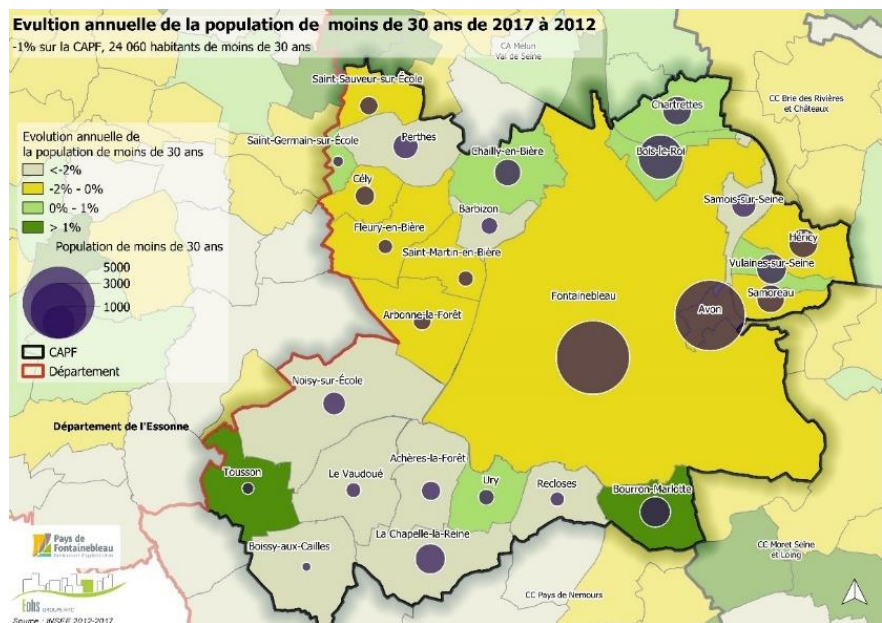 Evultion annuelle de la population de moins de 30 ans de 2017 à 2012
-1% sur la CAPF, 24 060 habitants de moins de 30 ans
CA Melun
Val de Seine
CC Brie des Rivières
et Châteaux
Saint-Sauveur-sur-École
Chartrettes
Evolution annuelle de
la population de moins de 30 ans
<-2%
-2% - 0%
0% - 1%
> 1%
Saint-Germain-sur-École
Perthes
Chailly-en-Bière
Bois-le-Roi
Cély
Barbizon
Samois-sur-Seine
Fleury-en-Bière
Héricy
Saint-Martin-en-Bière
Vulaines-sur-Seine
Population de moins de 30 ans
5000
3000
1000
CAPF
Département
Fontainebleau
Samoreau
Avon
Arbonne-la-Forêt
Noisy-sur-École
Département de l'Essonne
Tousson
Le Vaudoué
Achères-la-Forêt
Ury
Recloses
Bourron-Marlotte
La Chapelle-la-Reine
Boissy-aux-Cailles
CC Moret Seine
et Loing
CC Pays de Nemours
Pays de
Fontainebleau
Eohs
Source : INSEE 2012-2017